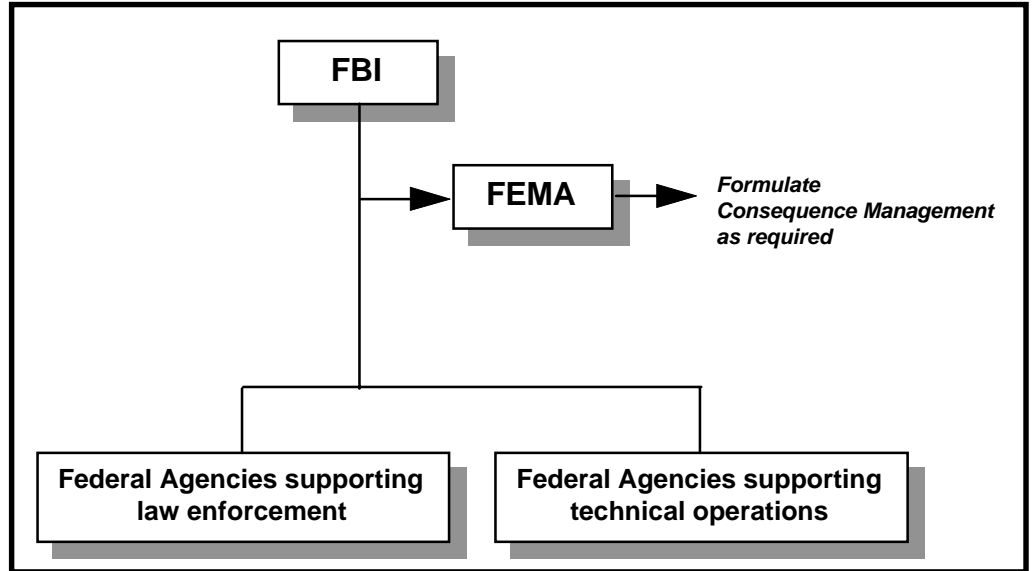 FBI
FEMA
Formulate
Consequence Management
as required
Federal Agencies supporting
law enforcement
Federal Agencies supporting
technical operations